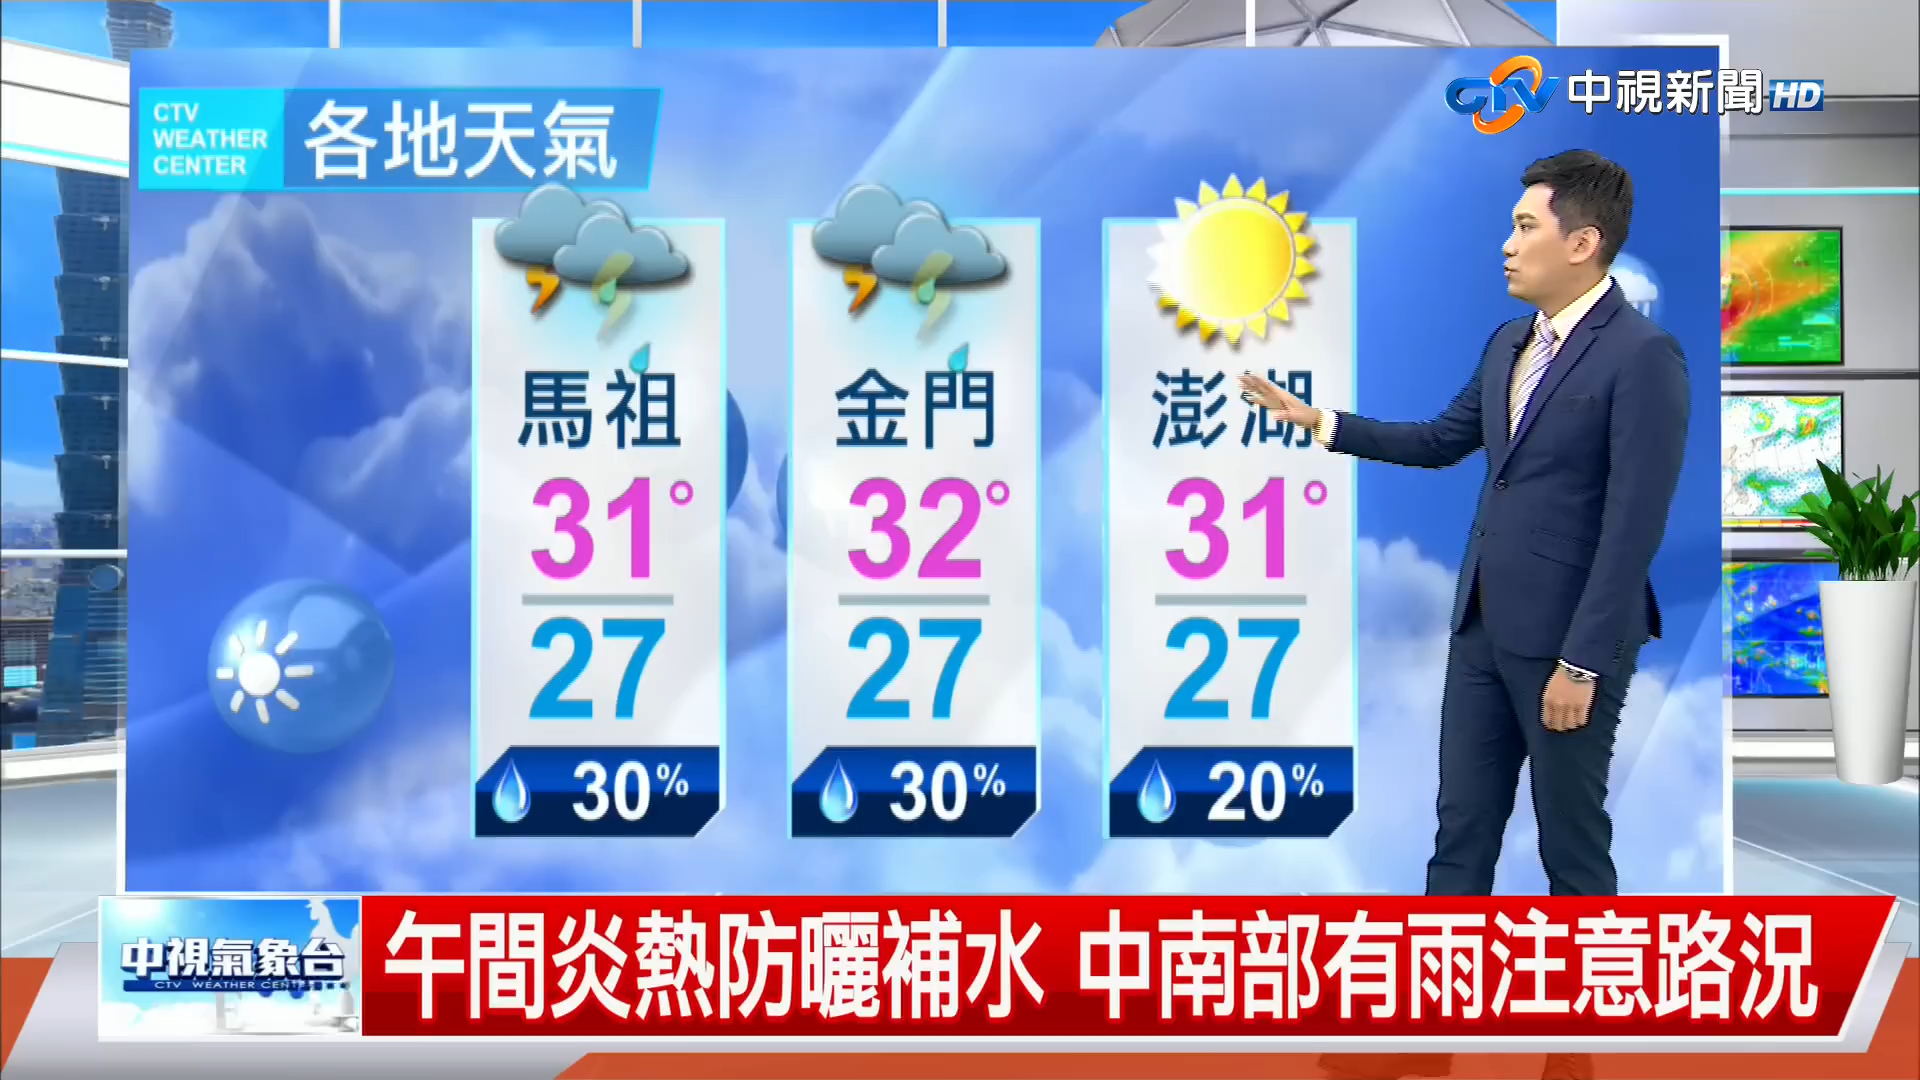 CTV
WEATHER
CENTER
各地天氣
CTV 中視新聞 HD
馬祖
31°
27
30%
金門
32°
27
30%
澎湖
31°
27
20%
中視氣象台
CTV WEATHER CENTER
午間炎熱防曬補水 中南部有雨注意路況